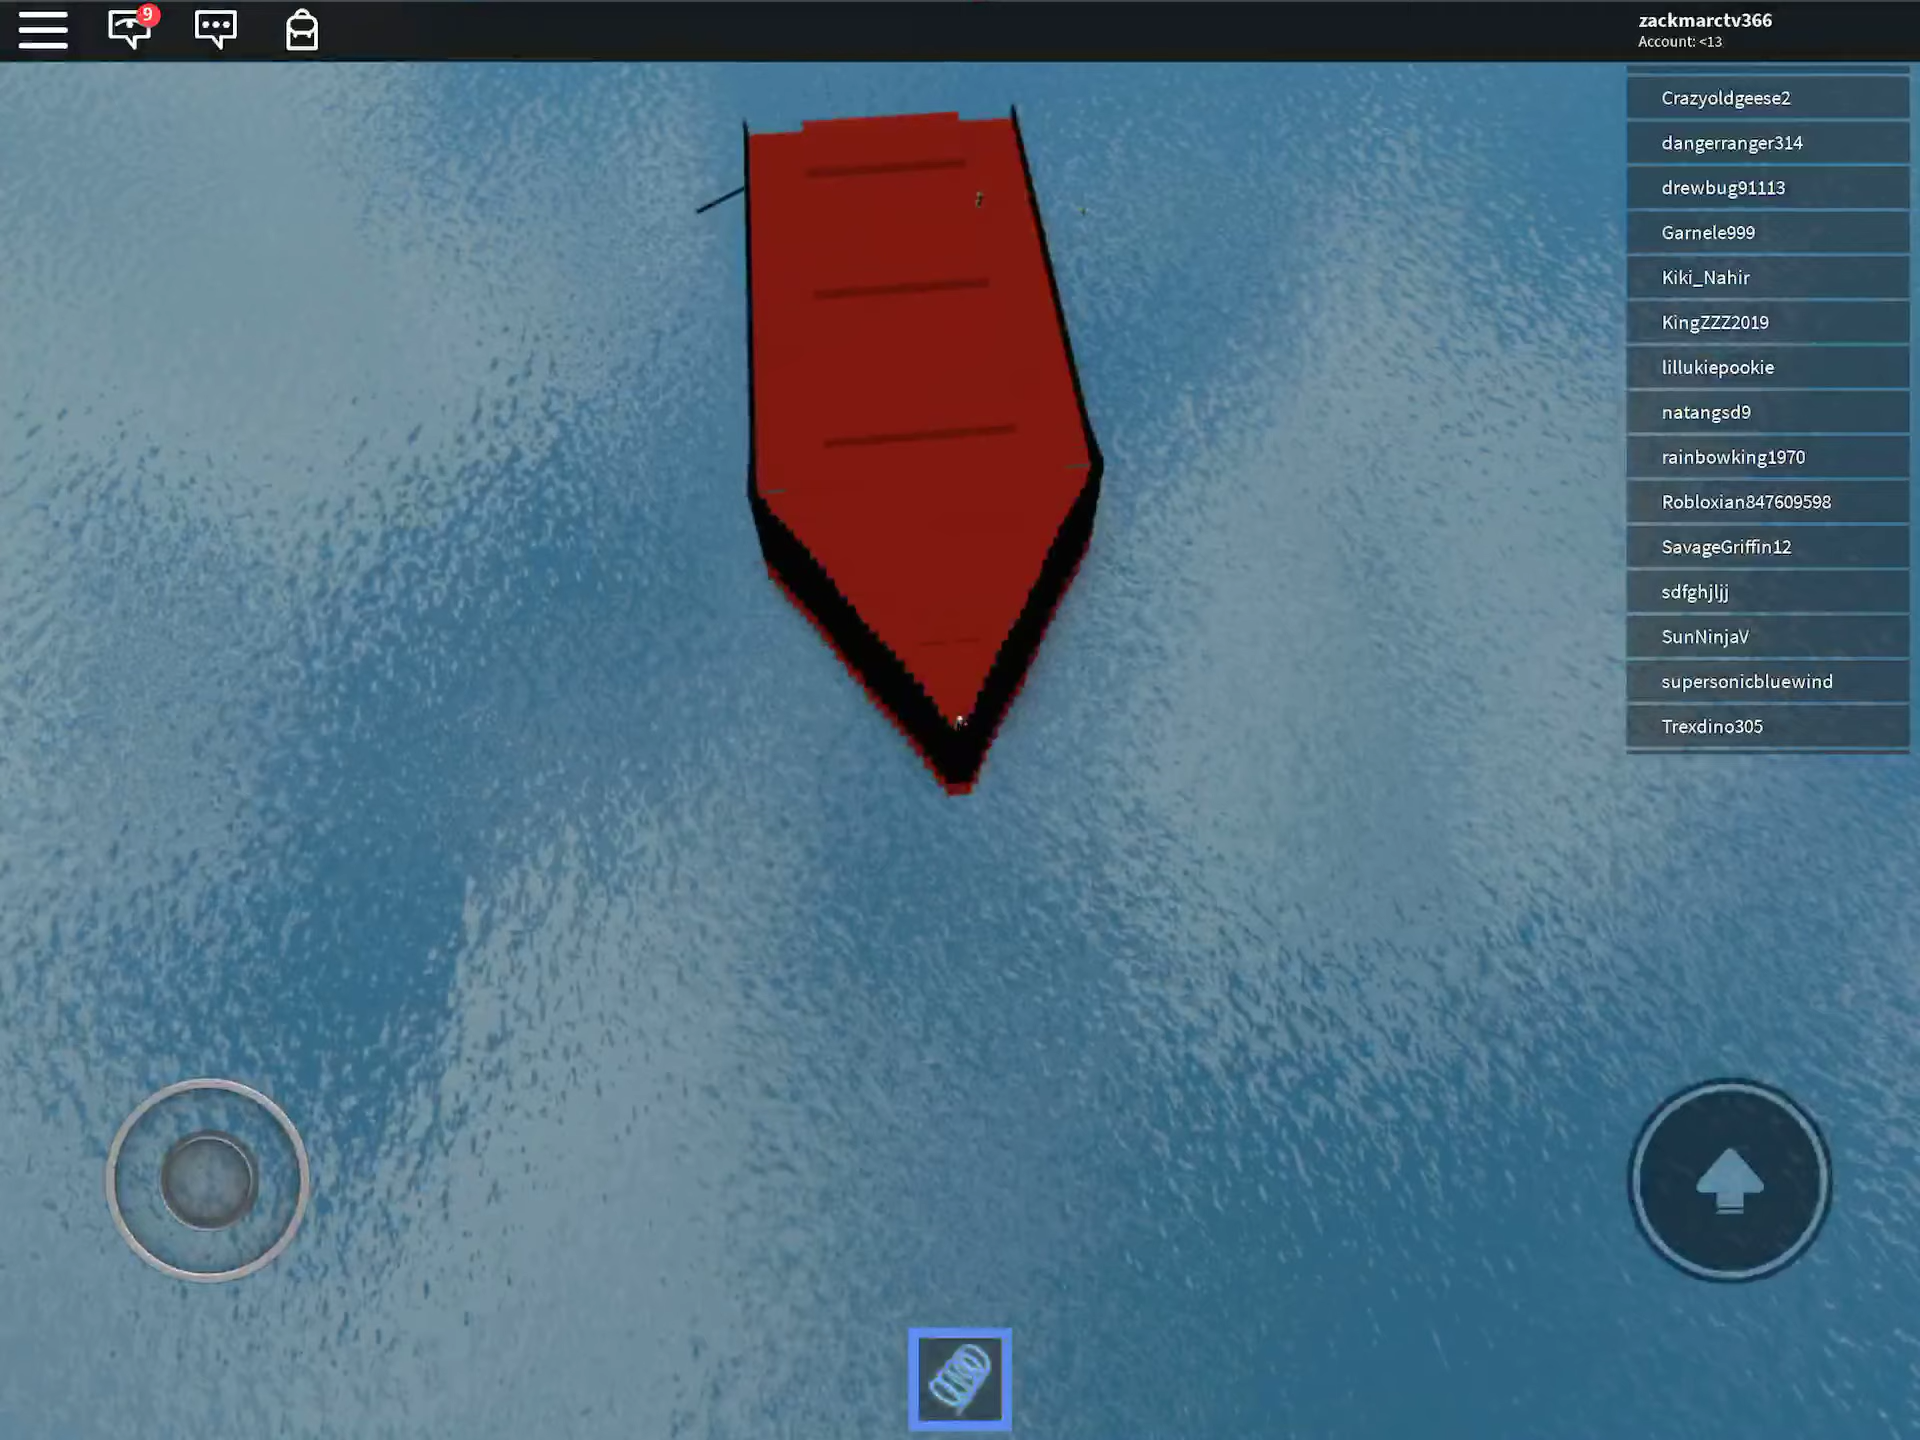 9
zackmarctv366
Account: <13
Crazyoldgeese2
dangerranger314
drewbug91113
Garnele999
Kiki_Nahir
KingZZZ2019
lillukiepookie
natangsd9
rainbowking1970
Robloxian847609598
SavageGriffin12
sdfghjljj
SunNinjaV
supersonicbluewind
Trexdino305